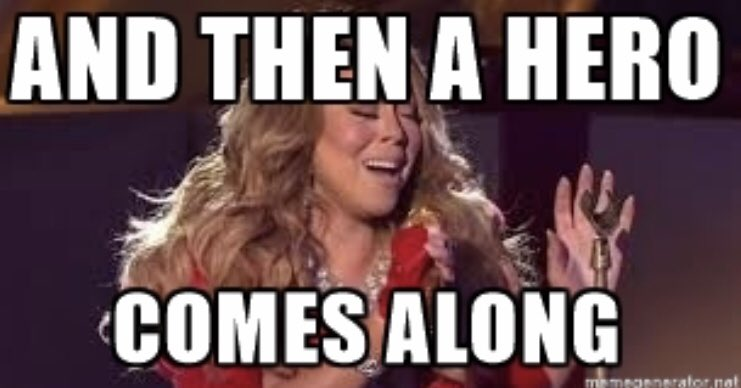 AND THEN A HERO
COMES ALONG
memegenerator.net